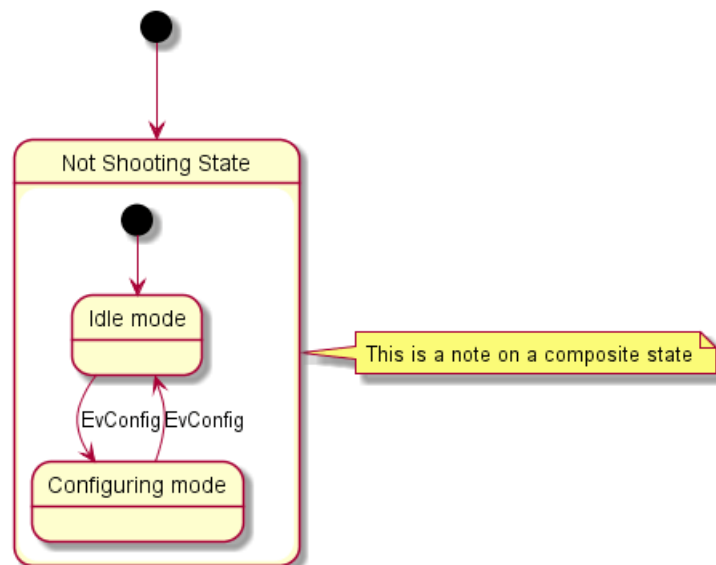 Not Shooting State
Idle mode
This is a note on a composite state
EvConfig EvConfig
Configuring mode